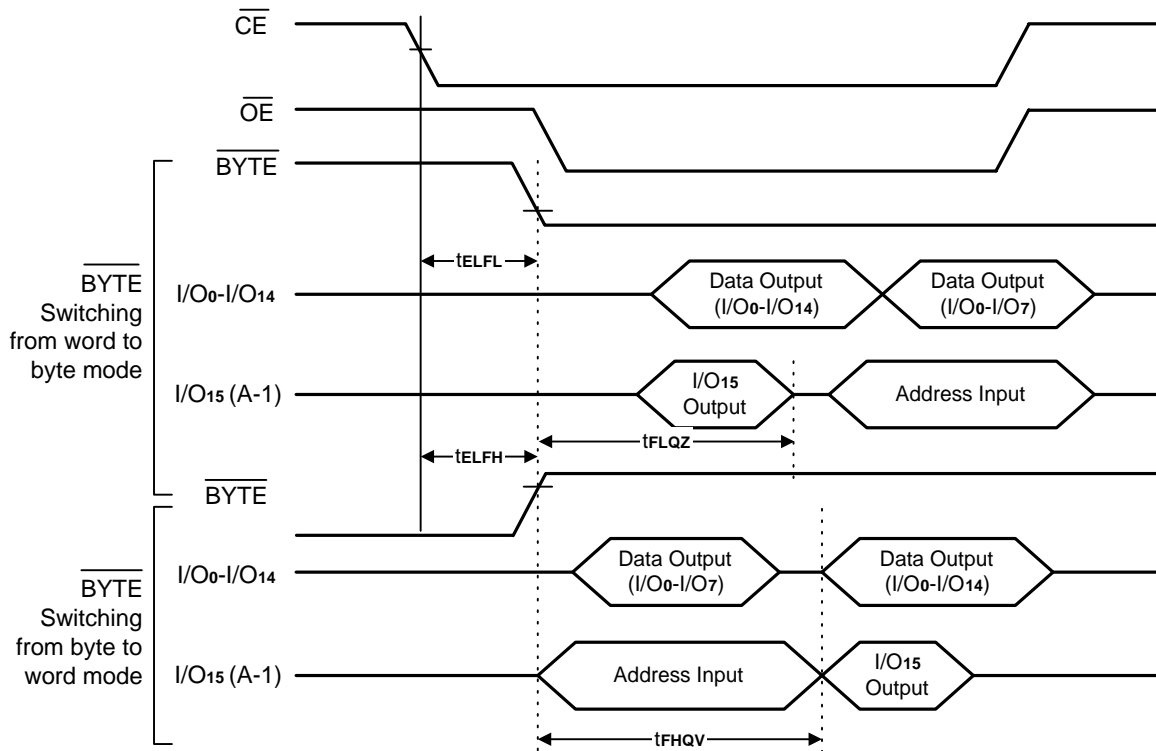 CE
OE
BYTE
tELFL
BYTE
Switching
from word to
byte mode
I/O0-I/O14
Data Output
(I/O0-I/O14)
Data Output
(I/O0-I/O7)
I/O15 (A-1)
I/O15
Output
Address Input
tELFH
tFLQZ
BYTE
BYTE
Switching
from byte to
word mode
I/O0-I/O14
Data Output
(I/O0-I/O7)
Data Output
(I/O0-I/O14)
I/O15 (A-1)
Address Input
I/O15
Output
tFHQV